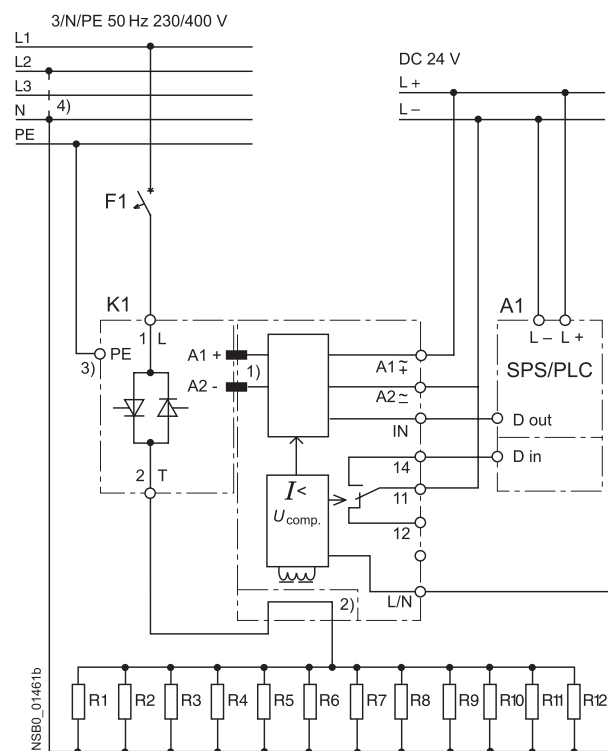 3/N/PE 50 Hz 230/400 V
L1
L2
L3
N
4)
PE
DC 24 V
L +
L –
F1
K1
1 L
PE
3)
A1 +
A2 -
1)
A1 ≂ +
A2 ≂ -
IN
A1
L – L +
SPS/PLC
D out
D in
2 T
14
I<
U comp.
11
12
L/N
2)
R1 R2 R3 R4 R5 R6 R7 R8 R9 R10 R11 R12
NSB0_01461b